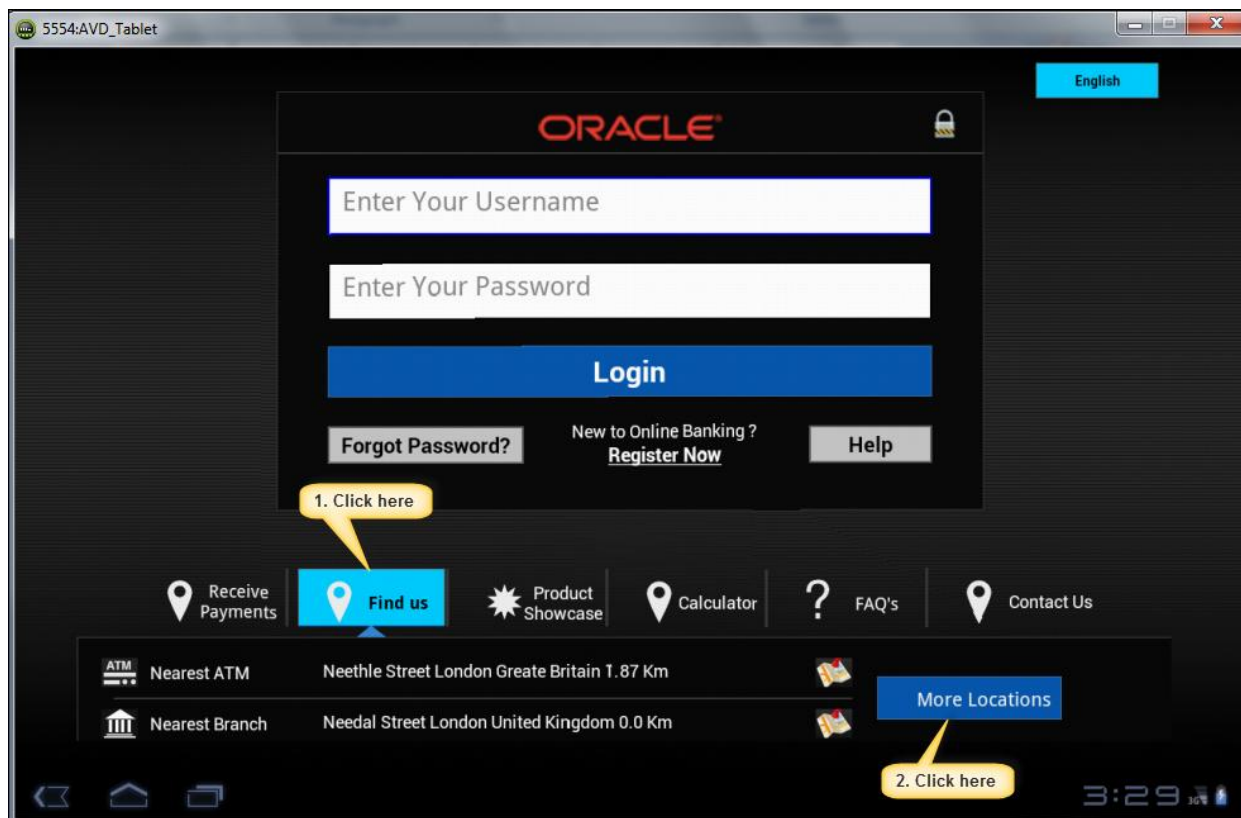 5554:AVD_Tablet
English
ORACLE
Enter Your Username
Enter Your Password
Login
Forgot Password?
New to Online Banking ?
Register Now
Help
1. Click here
Receive
Payments
Find us
Product
Showcase
Calculator
?
FAQ's
Contact Us
ATM
Nearest ATM
Neethle Street London Greate Britain 1.87 Km
More Locations
Nearest Branch
Needal Street London United Kingdom 0.0 Km
2. Click here
3:29
3G